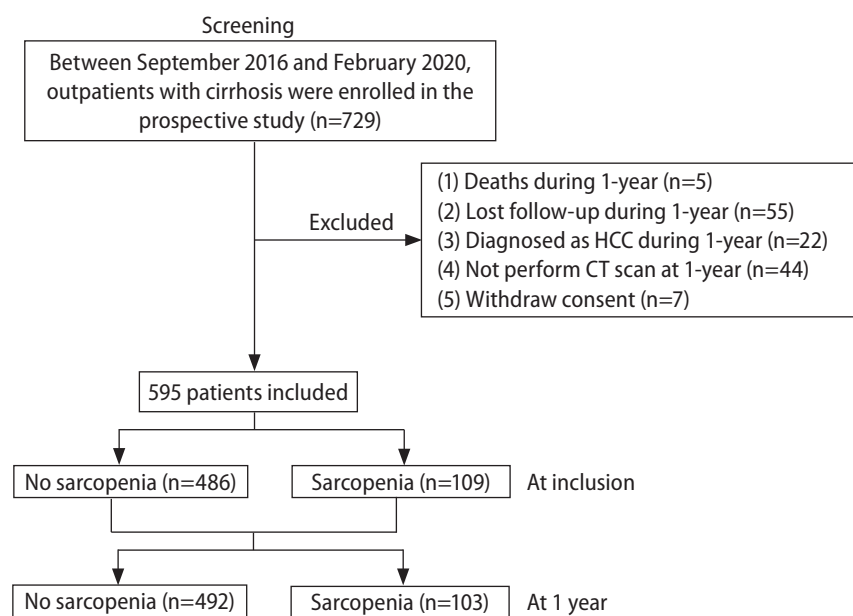 Screening
Between September 2016 and February 2020,
outpatients with cirrhosis were enrolled in the
prospective study (n=729)
Excluded
(1) Deaths during 1-year (n=5)
(2) Lost follow-up during 1-year (n=55)
(3) Diagnosed as HCC during 1-year (n=22)
(4) Not perform CT scan at 1-year (n=44)
(5) Withdraw consent (n=7)
595 patients included
No sarcopenia (n=486)
Sarcopenia (n=109)
At inclusion
No sarcopenia (n=492)
Sarcopenia (n=103)
At 1 year